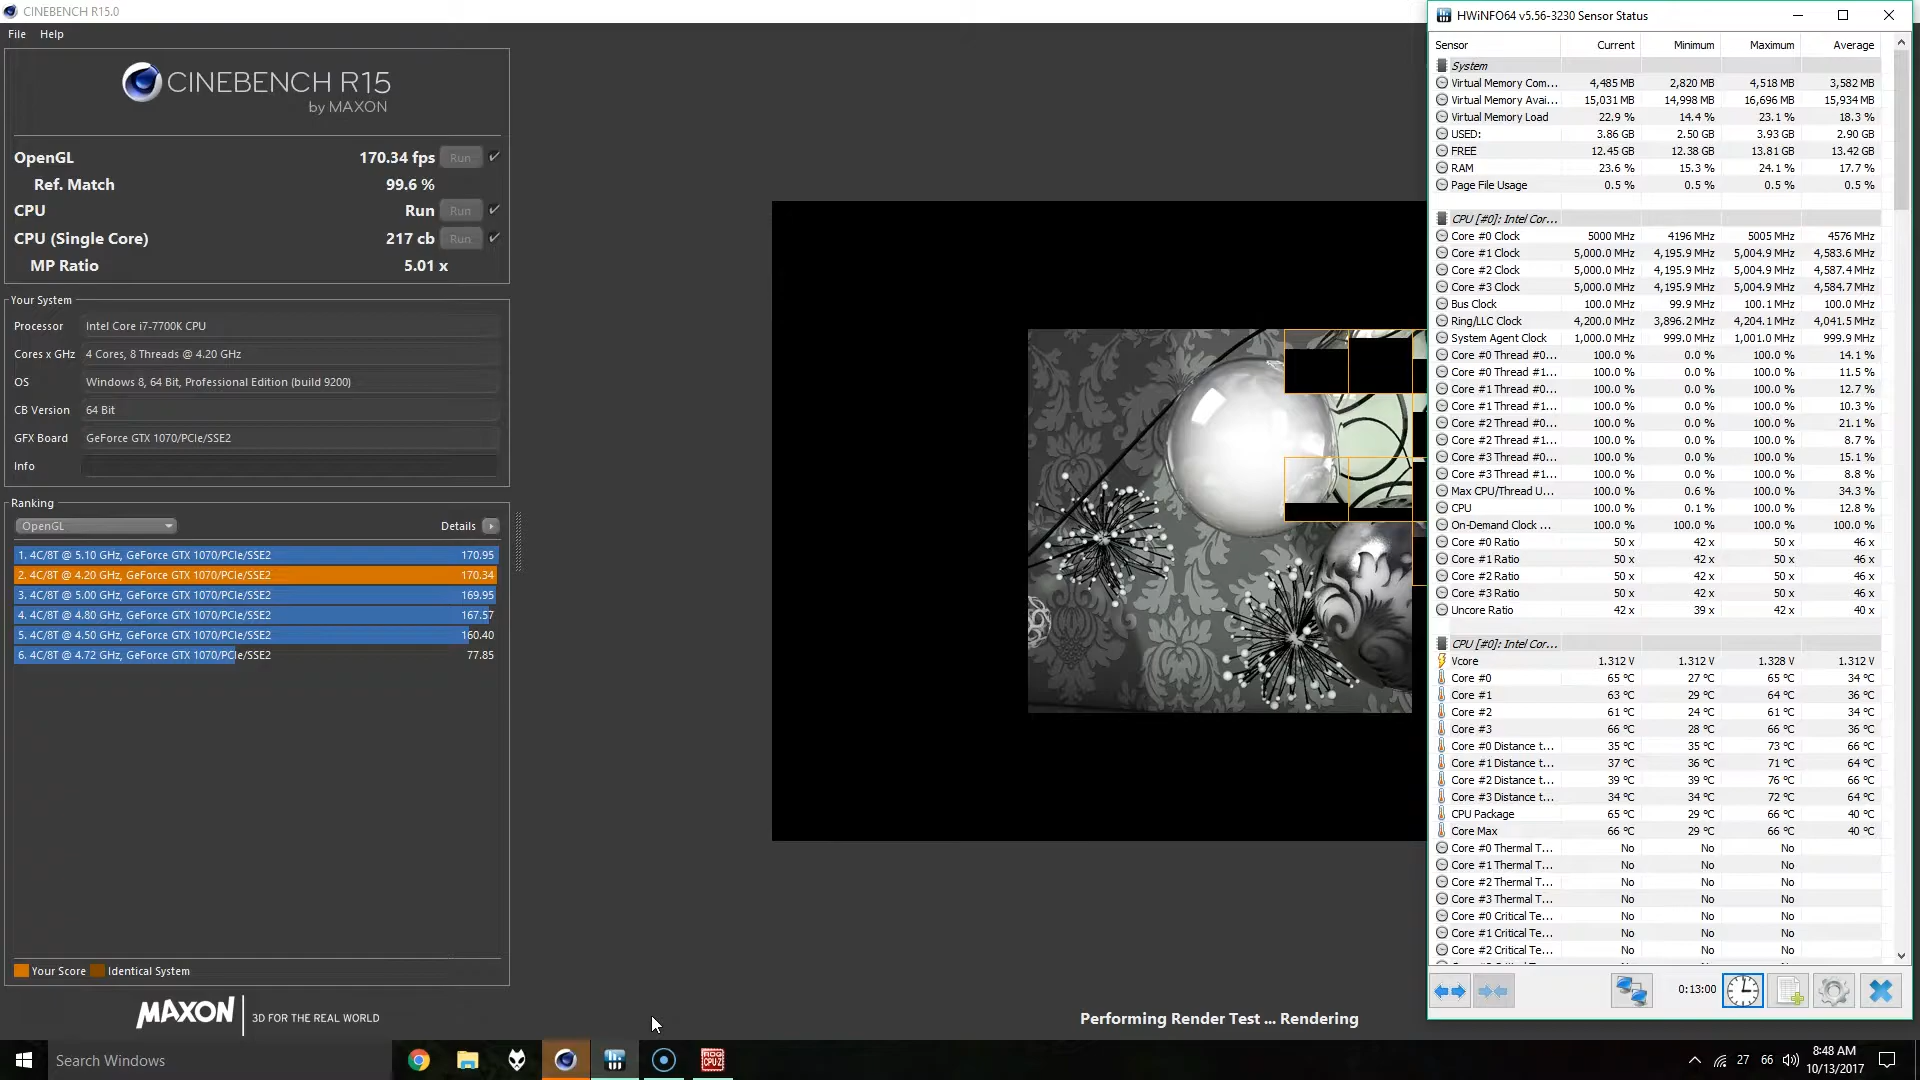 CINEBENCH R15.0
File Help
CINEBENCH R15
by MAXON
OpenGL 170.34 fps Run
Ref. Match 99.6 %
CPU Run Run
CPU (Single Core) 217 cb Run
MP Ratio 5.01 x
Your System
Processor Intel Core i7-7700K CPU
Cores x GHz 4 Cores, 8 Threads @ 4.20 GHz
OS Windows 8, 64 Bit, Professional Edition (build 9200)
CB Version 64 Bit
GFX Board GeForce GTX 1070/PCIe/SSE2
Info
Ranking
OpenGL Details
1. 4C/8T @ 5.10 GHz, GeForce GTX 1070/PCIe/SSE2 170.95
2. 4C/8T @ 4.20 GHz, GeForce GTX 1070/PCIe/SSE2 170.34
3. 4C/8T @ 5.00 GHz, GeForce GTX 1070/PCIe/SSE2 169.95
4. 4C/8T @ 4.80 GHz, GeForce GTX 1070/PCIe/SSE2 167.57
5. 4C/8T @ 4.50 GHz, GeForce GTX 1070/PCIe/SSE2 160.40
6. 4C/8T @ 4.72 GHz, GeForce GTX 1070/PCIe/SSE2 77.85
Your Score Identical System
MAXON 3D FOR THE REAL WORLD
Performing Render Test ... Rendering
HWiNFO64 v5.56-3230 Sensor Status
Sensor Current Minimum Maximum Average
System
Virtual Memory Com... 4,485 MB 2,820 MB 4,518 MB 3,582 MB
Virtual Memory Avai... 15,031 MB 14,998 MB 16,696 MB 15,934 MB
Virtual Memory Load 22.9 % 14.4 % 23.1 % 18.3 %
USED: 3.86 GB 2.50 GB 3.93 GB 2.90 GB
FREE 12.45 GB 12.38 GB 13.81 GB 13.42 GB
RAM 23.6 % 15.3 % 24.1 % 17.7 %
Page File Usage 0.5 % 0.5 % 0.5 % 0.5 %
CPU [#0]: Intel Cor...
Core #0 Clock 5000 MHz 4196 MHz 5005 MHz 4576 MHz
Core #1 Clock 5,000.0 MHz 4,195.9 MHz 5,004.9 MHz 4,583.6 MHz
Core #2 Clock 5,000.0 MHz 4,195.9 MHz 5,004.9 MHz 4,587.4 MHz
Core #3 Clock 5,000.0 MHz 4,195.9 MHz 5,004.9 MHz 4,584.7 MHz
Bus Clock 100.0 MHz 99.9 MHz 100.1 MHz 100.0 MHz
Ring/LLC Clock 4,200.0 MHz 3,896.2 MHz 4,204.1 MHz 4,041.5 MHz
System Agent Clock 1,000.0 MHz 999.0 MHz 1,001.0 MHz 999.9 MHz
Core #0 Thread #0... 100.0 % 0.0 % 100.0 % 14.1 %
Core #0 Thread #1... 100.0 % 0.0 % 100.0 % 11.5 %
Core #1 Thread #0... 100.0 % 0.0 % 100.0 % 12.7 %
Core #1 Thread #1... 100.0 % 0.0 % 100.0 % 10.3 %
Core #2 Thread #0... 100.0 % 0.0 % 100.0 % 21.1 %
Core #2 Thread #1... 100.0 % 0.0 % 100.0 % 8.7 %
Core #3 Thread #0... 100.0 % 0.0 % 100.0 % 15.1 %
Core #3 Thread #1... 100.0 % 0.0 % 100.0 % 8.8 %
Max CPU/Thread U... 100.0 % 0.6 % 100.0 % 34.3 %
CPU 100.0 % 0.1 % 100.0 % 12.8 %
On-Demand Clock ... 100.0 % 100.0 % 100.0 % 100.0 %
Core #0 Ratio 50 x 42 x 50 x 46 x
Core #1 Ratio 50 x 42 x 50 x 46 x
Core #2 Ratio 50 x 42 x 50 x 46 x
Core #3 Ratio 50 x 42 x 50 x 46 x
Uncore Ratio 42 x 39 x 42 x 40 x
CPU [#0]: Intel Cor...
Vcore 1.312 V 1.312 V 1.328 V 1.312 V
Core #0 65 °C 27 °C 65 °C 34 °C
Core #1 63 °C 29 °C 64 °C 36 °C
Core #2 61 °C 24 °C 61 °C 34 °C
Core #3 66 °C 28 °C 66 °C 36 °C
Core #0 Distance t... 35 °C 35 °C 73 °C 66 °C
Core #1 Distance t... 37 °C 36 °C 71 °C 64 °C
Core #2 Distance t... 39 °C 39 °C 76 °C 66 °C
Core #3 Distance t... 34 °C 34 °C 72 °C 64 °C
CPU Package 65 °C 29 °C 66 °C 40 °C
Core Max 66 °C 29 °C 66 °C 40 °C
Core #0 Thermal T... No No No
Core #1 Thermal T... No No No
Core #2 Thermal T... No No No
Core #3 Thermal T... No No No
Core #0 Critical Te... No No No
Core #1 Critical Te... No No No
Core #2 Critical Te... No No No
0:13:00
Search Windows
CPUZ
27 66 8:48 AM
10/13/2017